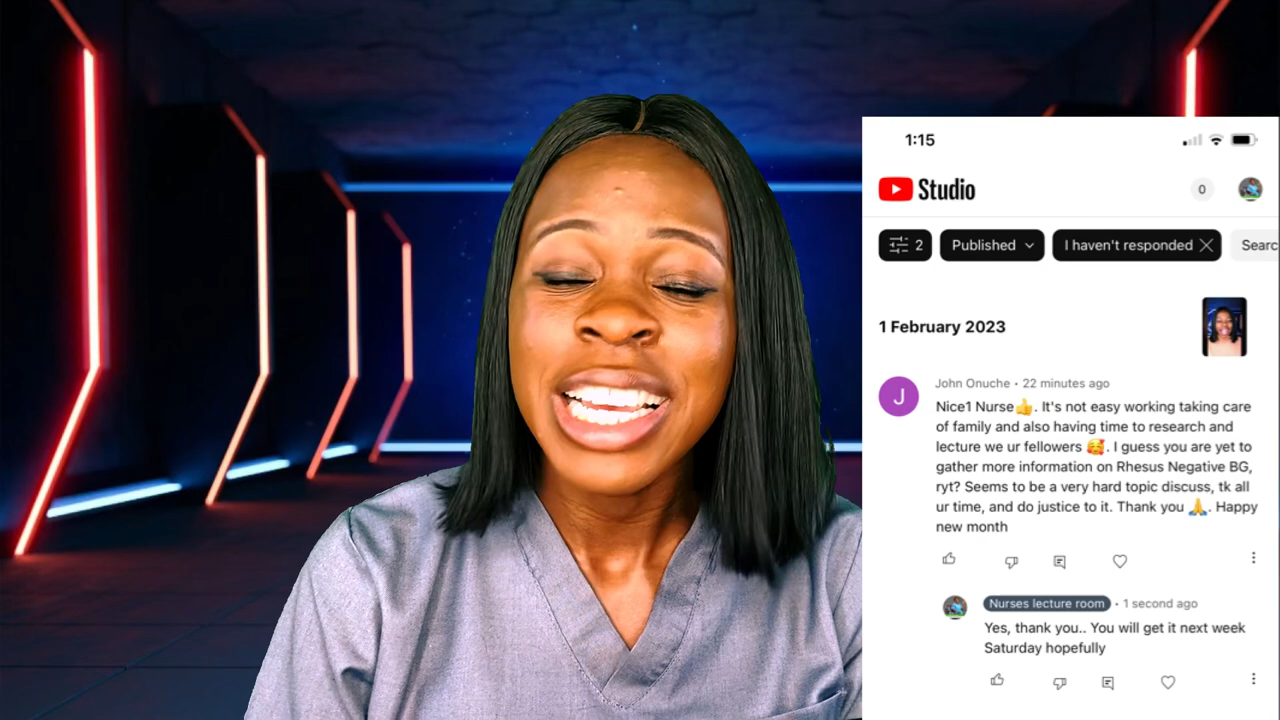 1:15
Studio
0
2
Published
I haven't responded
Searc
1 February 2023
J
John Onuche • 22 minutes ago
Nice1 Nurse👍. It's not easy working taking care
of family and also having time to research and
lecture we ur fellowers 🥰. I guess you are yet to
gather more information on Rhesus Negative BG,
ryt? Seems to be a very hard topic discuss, tk all
ur time, and do justice to it. Thank you 🙏. Happy
new month
Nurses lecture room • 1 second ago
Yes, thank you.. You will get it next week
Saturday hopefully